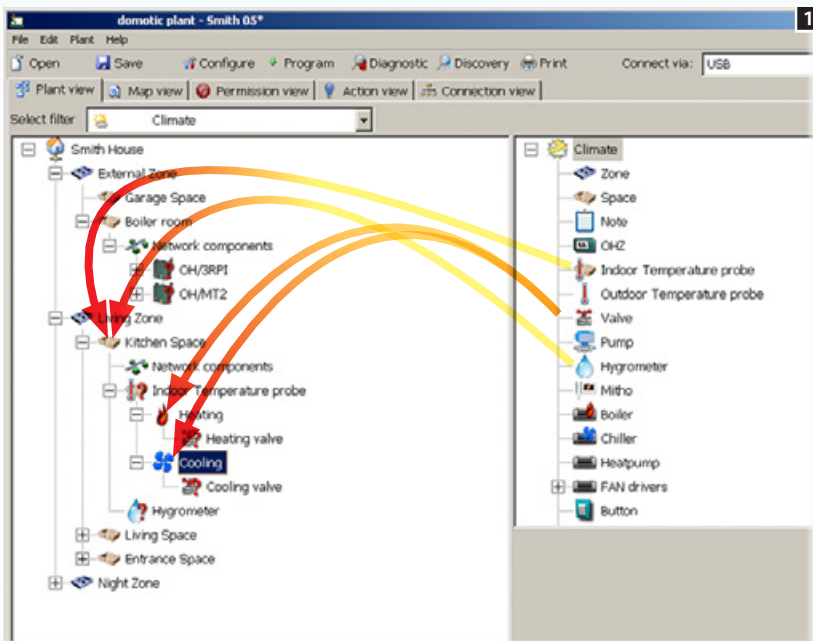 domotic plant - Smith 05*
1
File Edit Plant Help
Open Save Configure Program Diagnostic Discovery Print Connect via: USB
Plant view Map view Permission view Action view Connection view
Select filter Climate
Smith House
External Zone
Garage Space
Boiler room
Network components
OH/3RPI
OH/MT2
Living Zone
Kitchen Space
Network components
Indoor Temperature probe
Heating
Heating valve
Cooling
Cooling valve
Hygrometer
Living Space
Entrance Space
Night Zone
Climate
Zone
Space
Note
OHZ
Indoor Temperature probe
Outdoor Temperature probe
Valve
Pump
Hygrometer
Mitho
Boiler
Chiller
Heatpump
FAN drivers
Button